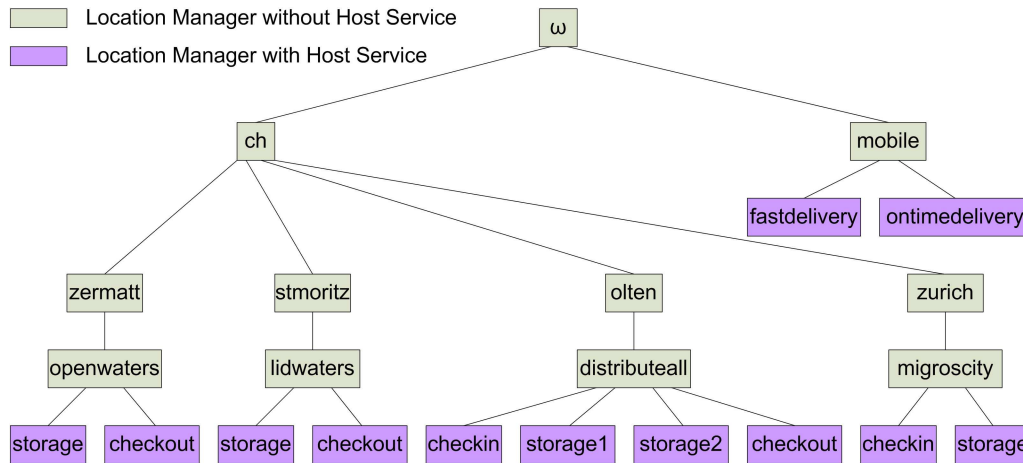 Location Manager without Host Service
ω
Location Manager with Host Service
ch
mobile
fastdelivery ontimedelivery
zermatt stmoritz olten zurich
openwaters lidwaters distributeall migroscity
storage checkout storage checkout checkin storage1 storage2 checkout checkin storage